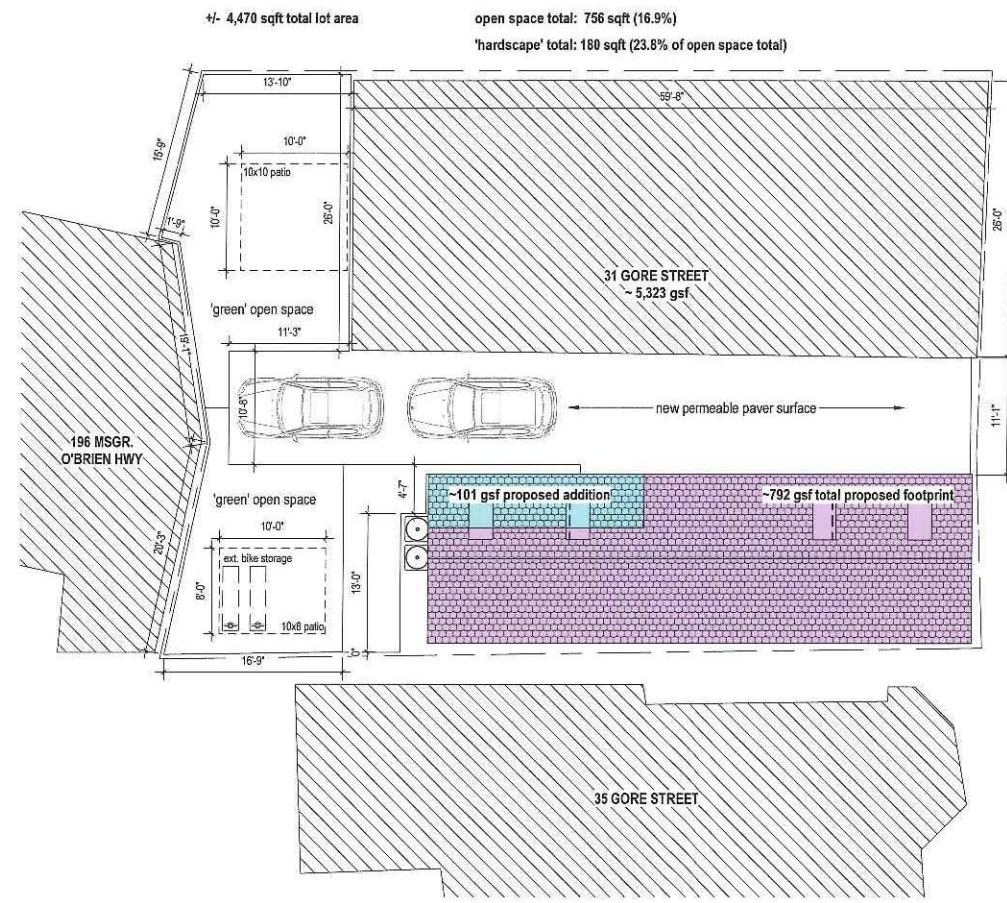 +/- 4,470 sqft total lot area
open space total: 756 sqft (16.9%)
'hardscape' total: 180 sqft (23.8% of open space total)
13'-10"
59'-8"
15'-9"
10'-0"
10x10 patio
10'-0"
26'-0"
26'-0"
1'-9"
31 GORE STREET
~ 5,323 gsf
'green' open space
11'-3"
10'-8"
new permeable paver surface
11'-1"
196 MSGR.
O'BRIEN HWY
'green' open space
4'-7"
~101 gsf proposed addition
~792 gsf total proposed footprint
10'-0"
20'-3"
8'-0"
ext. bike storage
13'-0"
10x8 patio
16'-9"
35 GORE STREET